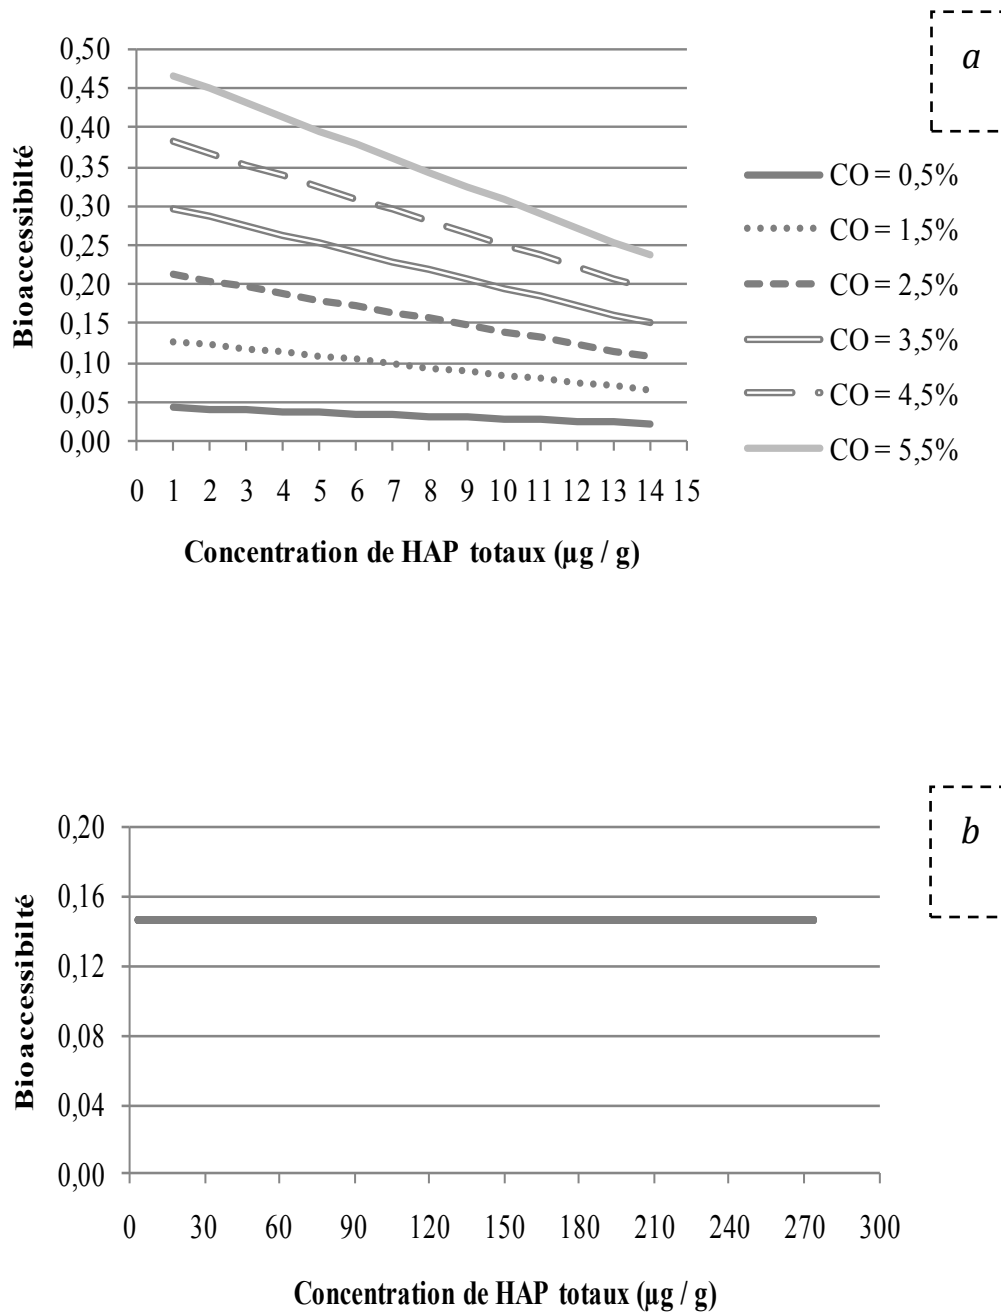 a
0,50
0,45
0,40
0,35
0,30
0,25
0,20
0,15
0,10
0,05
0,00
Bioaccessibilté
0 1 2 3 4 5 6 7 8 9 10 11 12 13 14 15
Concentration de HAP totaux (µg / g)
CO = 0,5%
CO = 1,5%
CO = 2,5%
CO = 3,5%
CO = 4,5%
CO = 5,5%
b
0,20
0,16
0,12
0,08
0,04
0,00
Bioaccessibilté
0 30 60 90 120 150 180 210 240 270 300
Concentration de HAP totaux (µg / g)